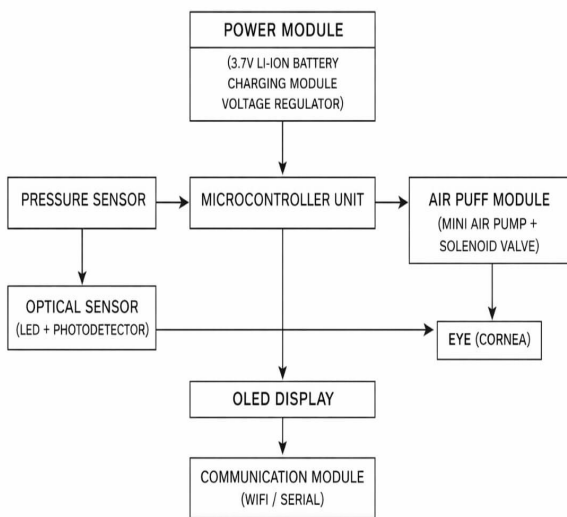 POWER MODULE
(3.7V LI-ION BATTERY
CHARGING MODULE
VOLTAGE REGULATOR)
PRESSURE SENSOR
MICROCONTROLLER UNIT
AIR PUFF MODULE
(MINI AIR PUMP +
SOLENOID VALVE)
OPTICAL SENSOR
(LED + PHOTODETECTOR)
EYE (CORNEA)
OLED DISPLAY
COMMUNICATION MODULE
(WIFI / SERIAL)